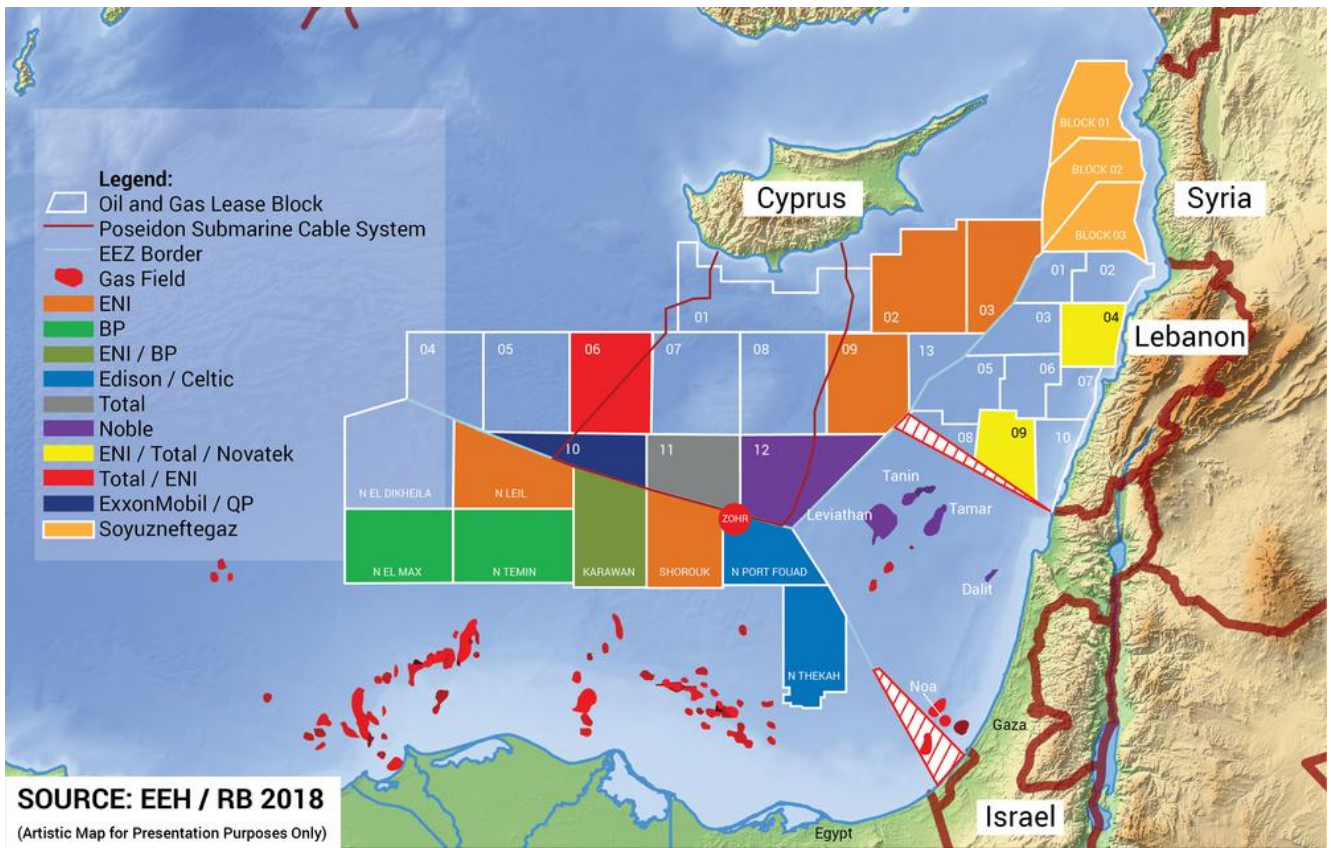 Legend:
Oil and Gas Lease Block
Poseidon Submarine Cable System
EEZ Border
Gas Field
ENI
BP
ENI / BP
Edison / Celtic
Total
Noble
ENI / Total / Novatek
Total / ENI
ExxonMobil / QP
Soyuzneftegaz
Cyprus
Syria
Lebanon
Israel
BLOCK 01
BLOCK 02
BLOCK 03
01
02
03
04
05
06
07
08
09
10
01
02
03
13
04
05
06
07
08
09
10
11
12
N EL DIKHEILA
N LEIL
N EL MAX
N TEMIN
KARAWAN
SHOROUK
ZOHR
N PORT FOUAD
N THEKAH
Tanin
Leviathan
Tamar
Dalit
Noa
Gaza
Egypt
SOURCE: EEH / RB 2018
(Artistic Map for Presentation Purposes Only)